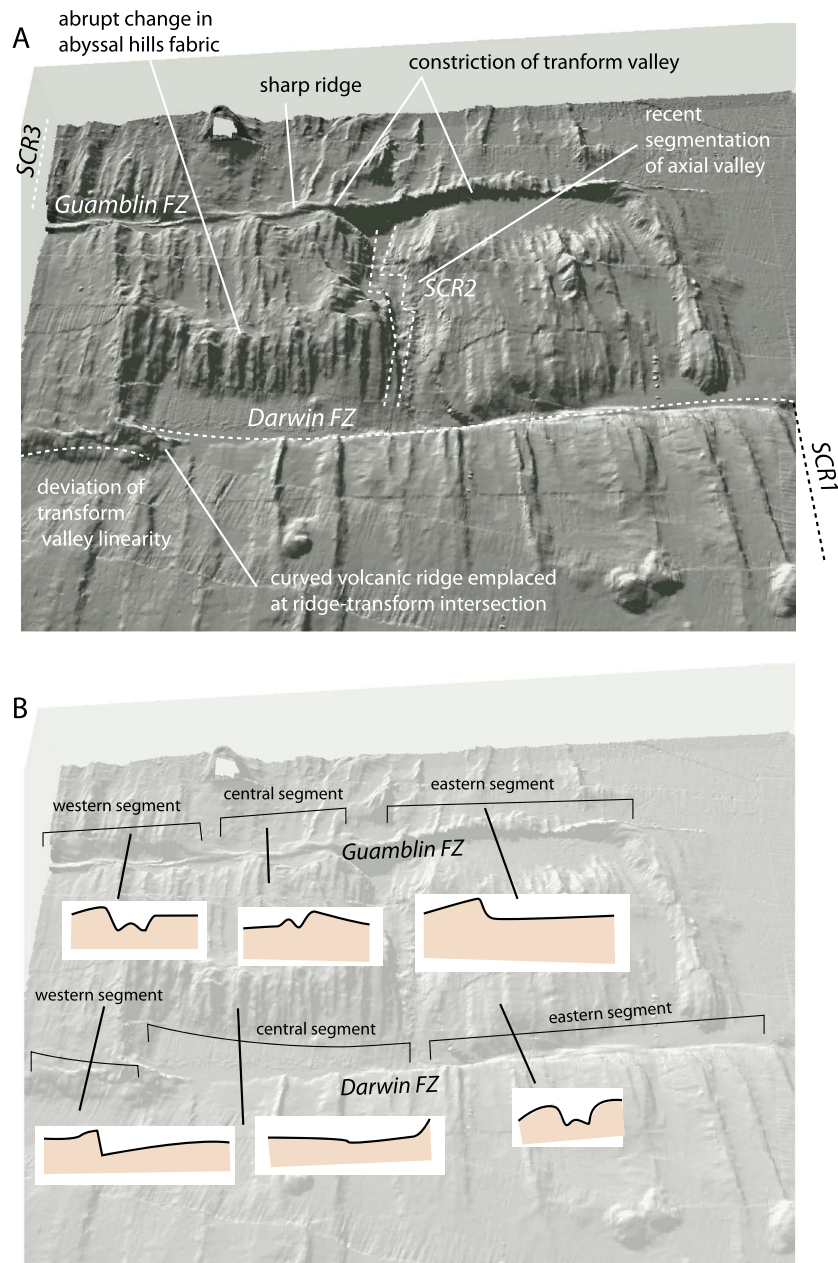 A
abrupt change in
abyssal hills fabric
sharp ridge
constriction of tranform valley
recent
segmentation
of axial valley
SCR3
Guamblin FZ
SCR2
Darwin FZ
SCR1
deviation of
transform
valley linearity
curved volcanic ridge emplaced
at ridge-transform intersection
B
western segment
central segment
eastern segment
Guamblin FZ
western segment
central segment
eastern segment
Darwin FZ